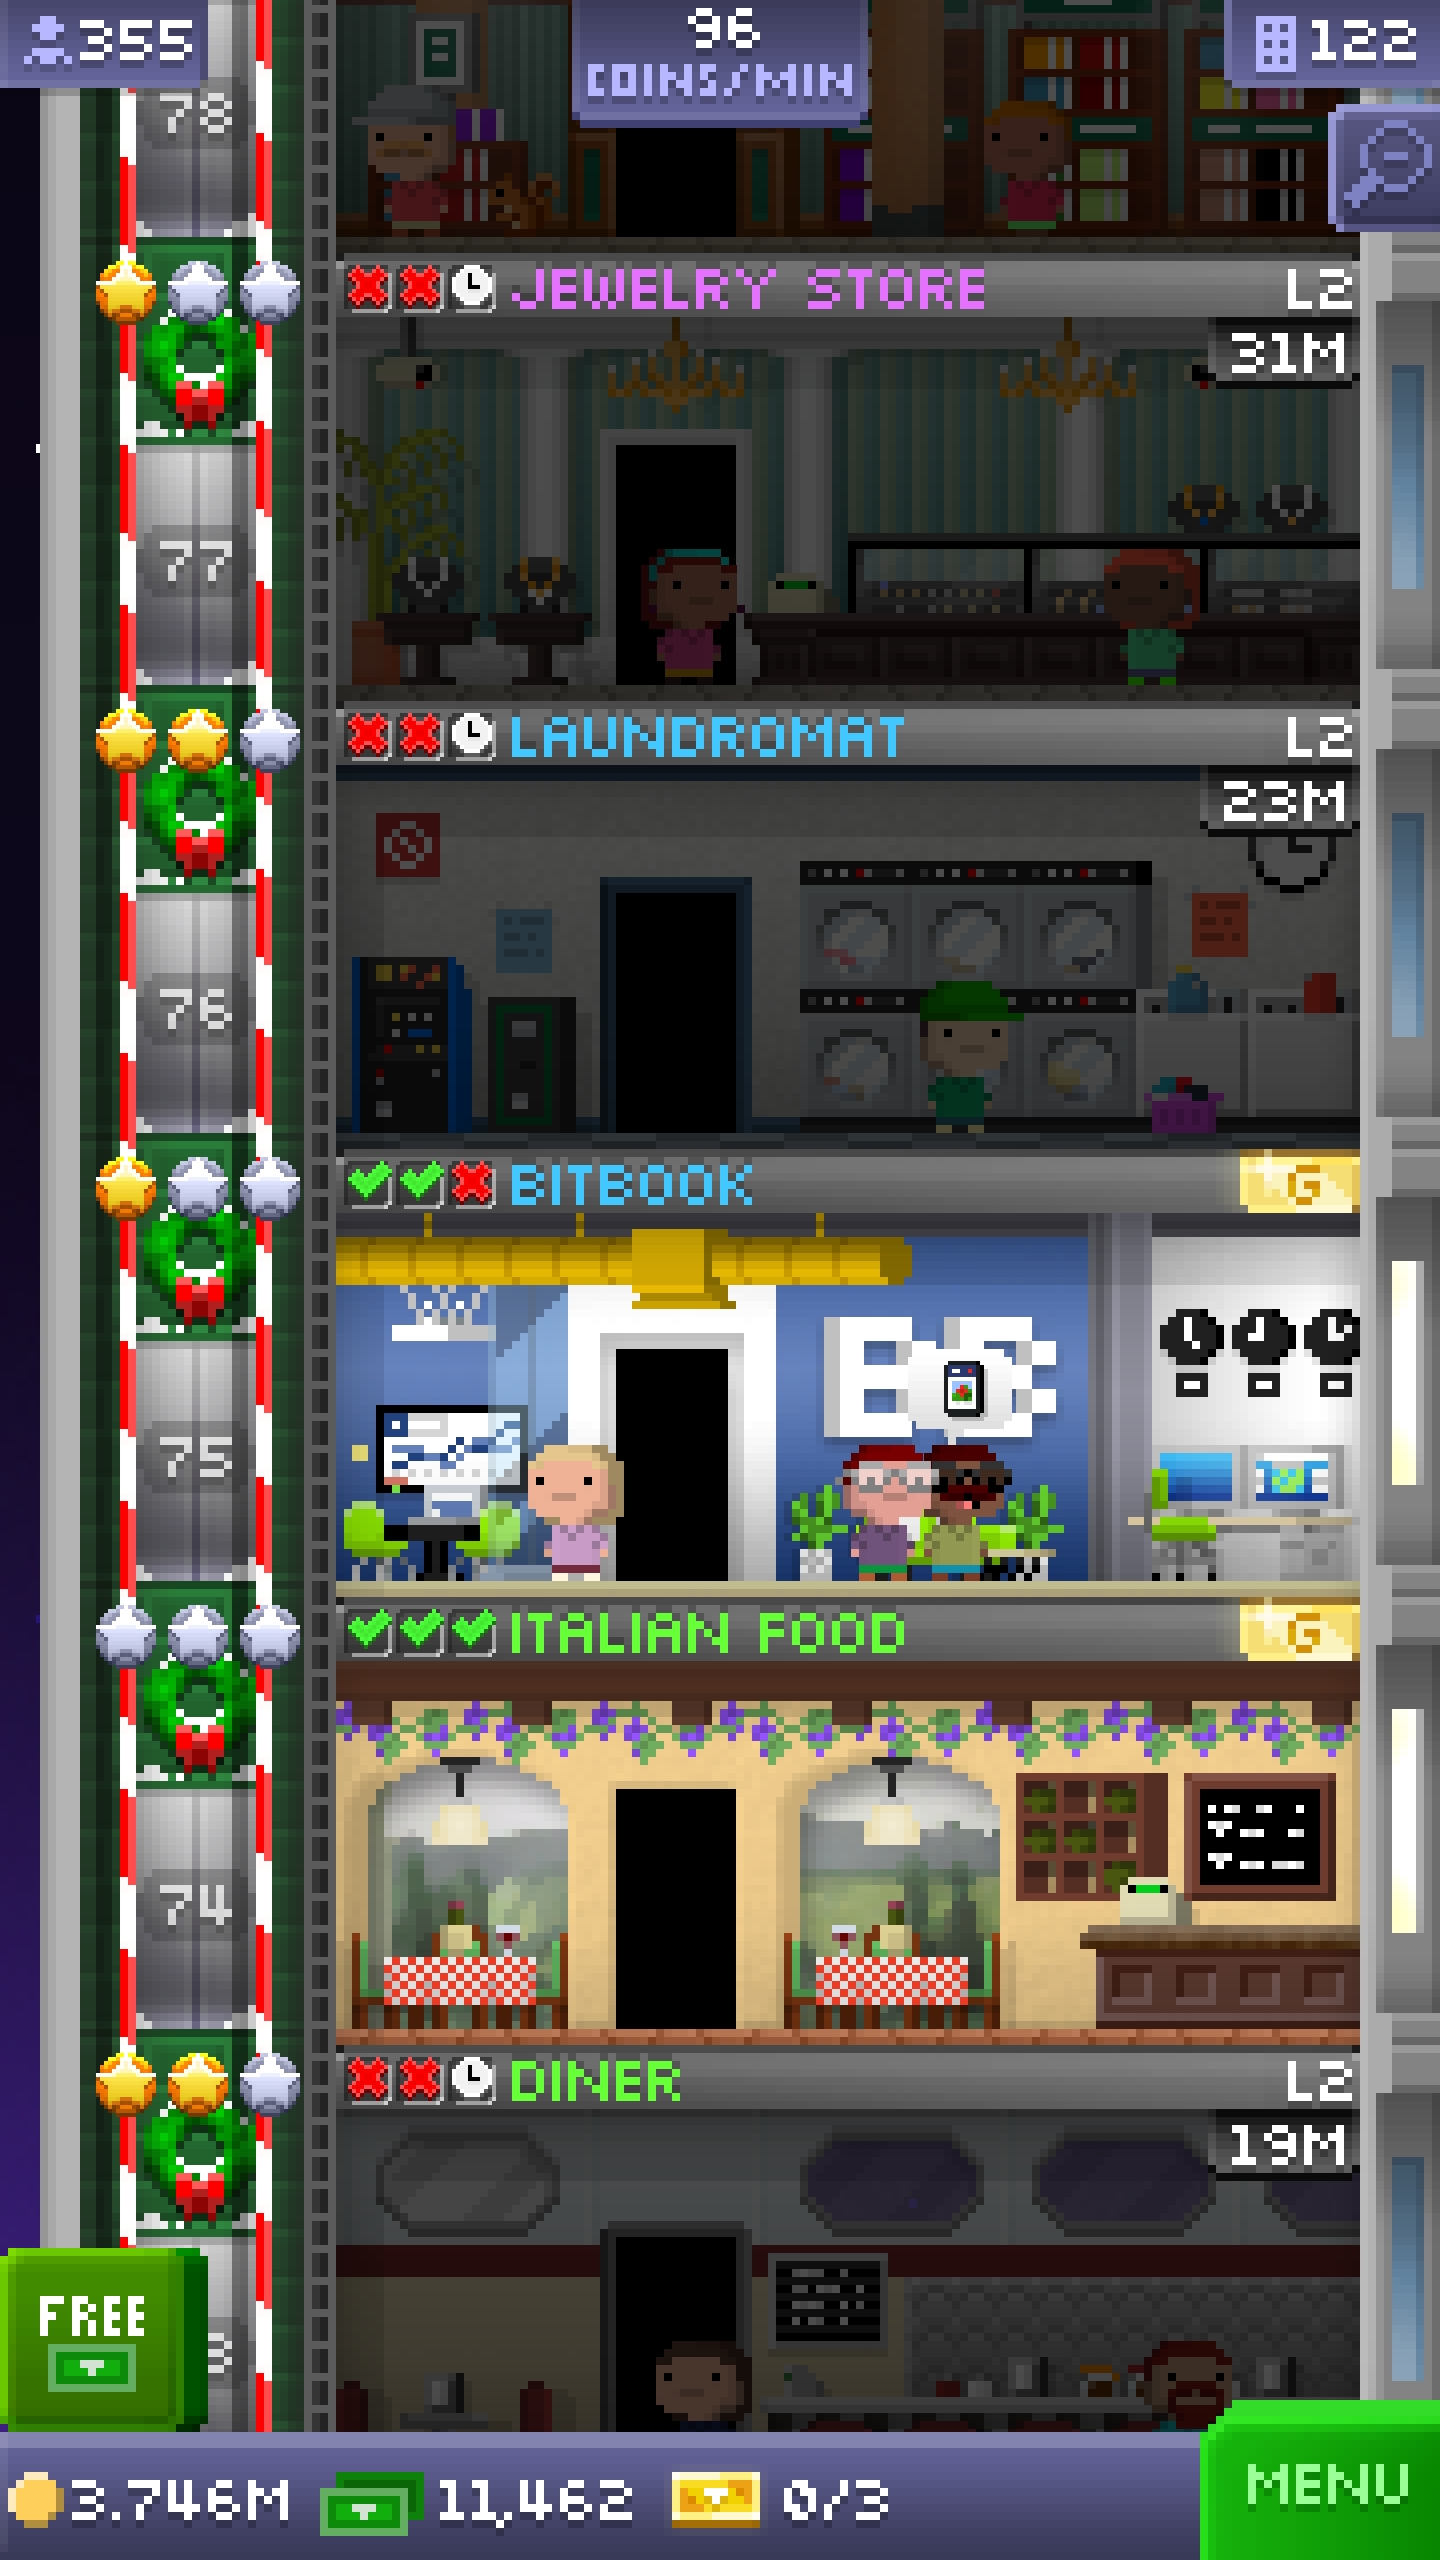 355
96
COINS/MIN
122
78
JEWELRY STORE
L2
31M
77
LAUNDROMAT
L2
23M
76
BITBOOK
G
75
ITALIAN FOOD
G
74
DINER
L2
19M
FREE
3.746M
11,462
0/3
MENU